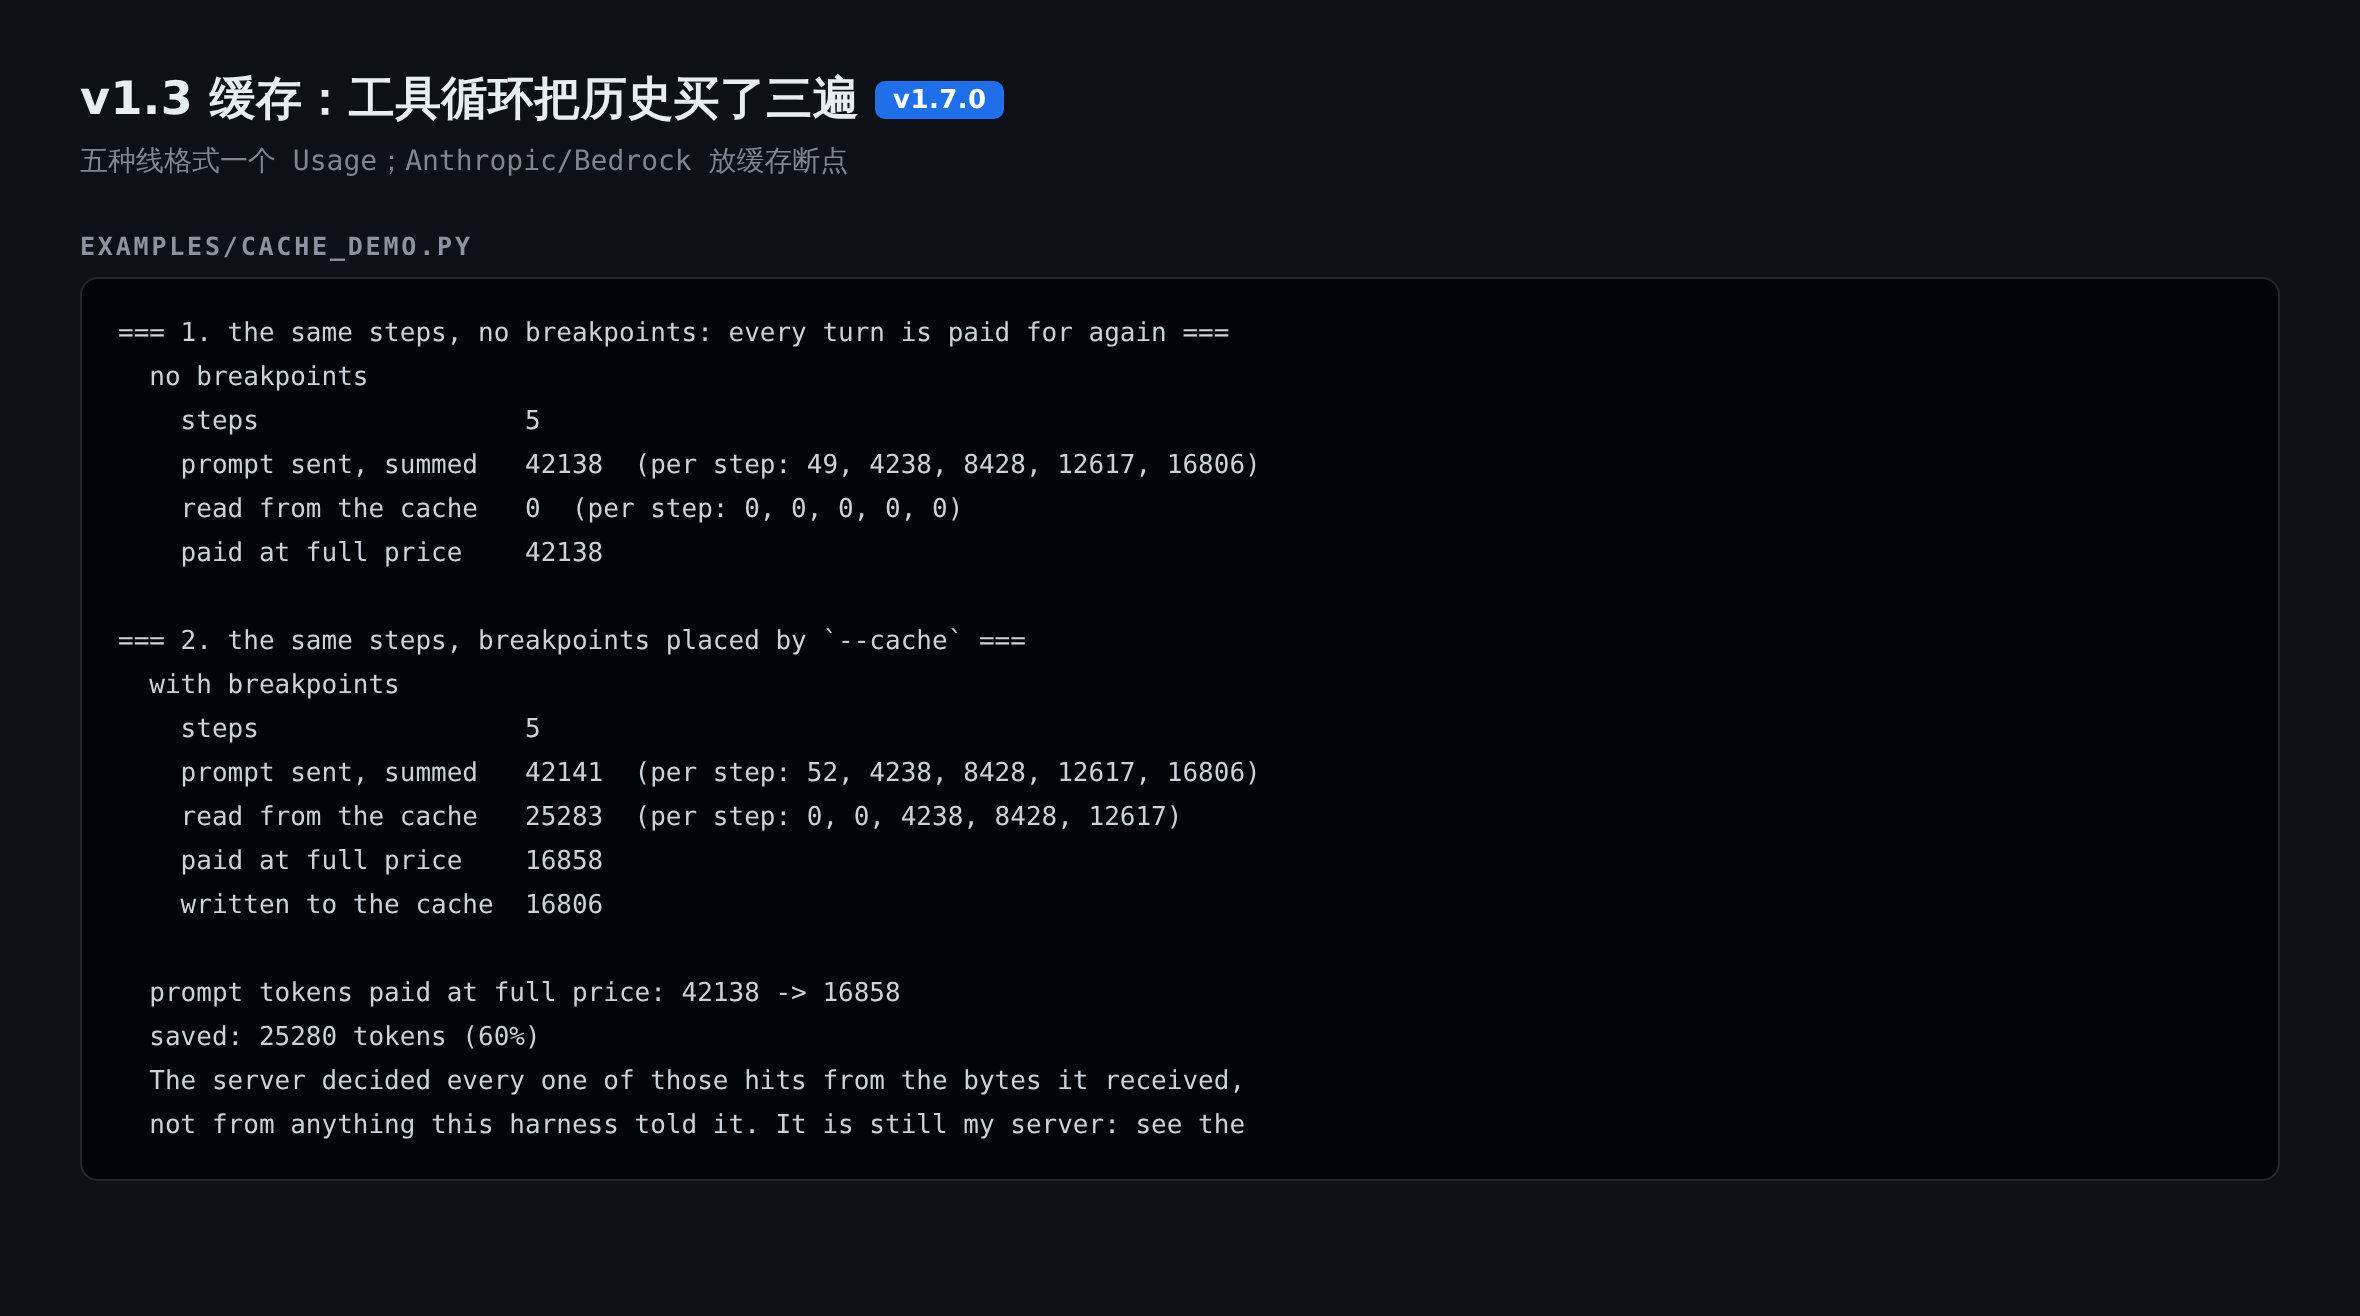 v1.3 缓存：工具循环把历史买了三遍 v1.7.0
五种线格式一个 Usage；Anthropic/Bedrock 放缓存断点
EXAMPLES/CACHE_DEMO.PY
=== 1. the same steps, no breakpoints: every turn is paid for again ===
no breakpoints
steps 5
prompt sent, summed 42138 (per step: 49, 4238, 8428, 12617, 16806)
read from the cache 0 (per step: 0, 0, 0, 0, 0)
paid at full price 42138
=== 2. the same steps, breakpoints placed by `--cache` ===
with breakpoints
steps 5
prompt sent, summed 42141 (per step: 52, 4238, 8428, 12617, 16806)
read from the cache 25283 (per step: 0, 0, 4238, 8428, 12617)
paid at full price 16858
written to the cache 16806
prompt tokens paid at full price: 42138 -> 16858
saved: 25280 tokens (60%)
The server decided every one of those hits from the bytes it received,
not from anything this harness told it. It is still my server: see the